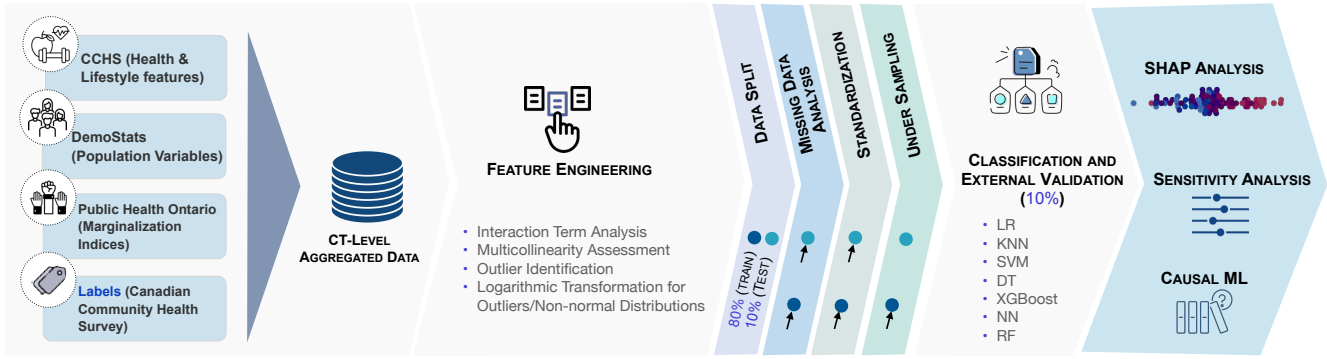 CCHS (Health &
Lifestyle features)
DemoStats
(Population Variables)
Public Health Ontario
(Marginalization
Indices)
Labels (Canadian
Community Health
Survey)
CT-Level
Aggregated Data
Feature Engineering
• Interaction Term Analysis
• Multicollinearity Assessment
• Outlier Identification
• Logarithmic Transformation for
Outliers/Non-normal Distributions
Data Split
80% (train)
10% (Test)
Missing Data
Analysis
Standardization
Under Sampling
Classification and
External Validation
(10%)
• LR
• KNN
• SVM
• DT
• XGBoost
• NN
• RF
SHAP Analysis
Sensitivity Analysis
Causal ML
?